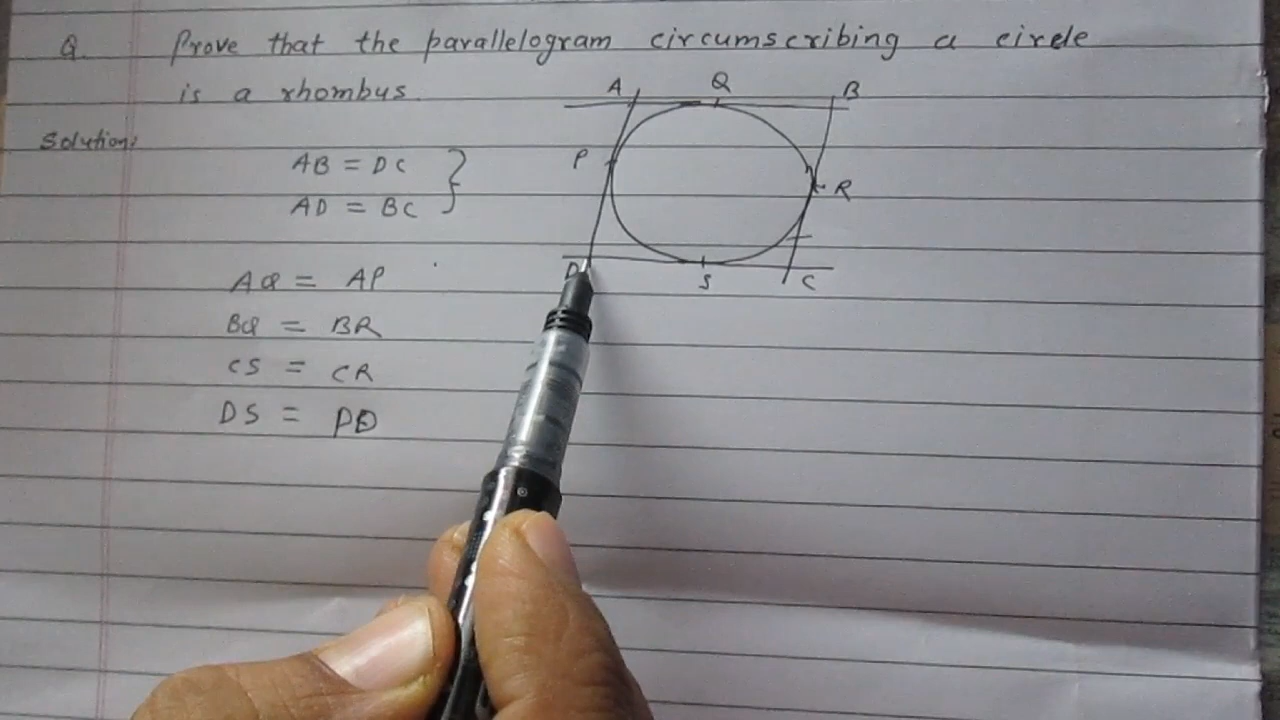 Q. Prove that the parallelogram circumscribing a circle
is a rhombus.
Solution:
A Q B
AB = DC
P
AD = BC
R
D S C
AQ = AP
BQ = BR
CS = CR
DS = PD